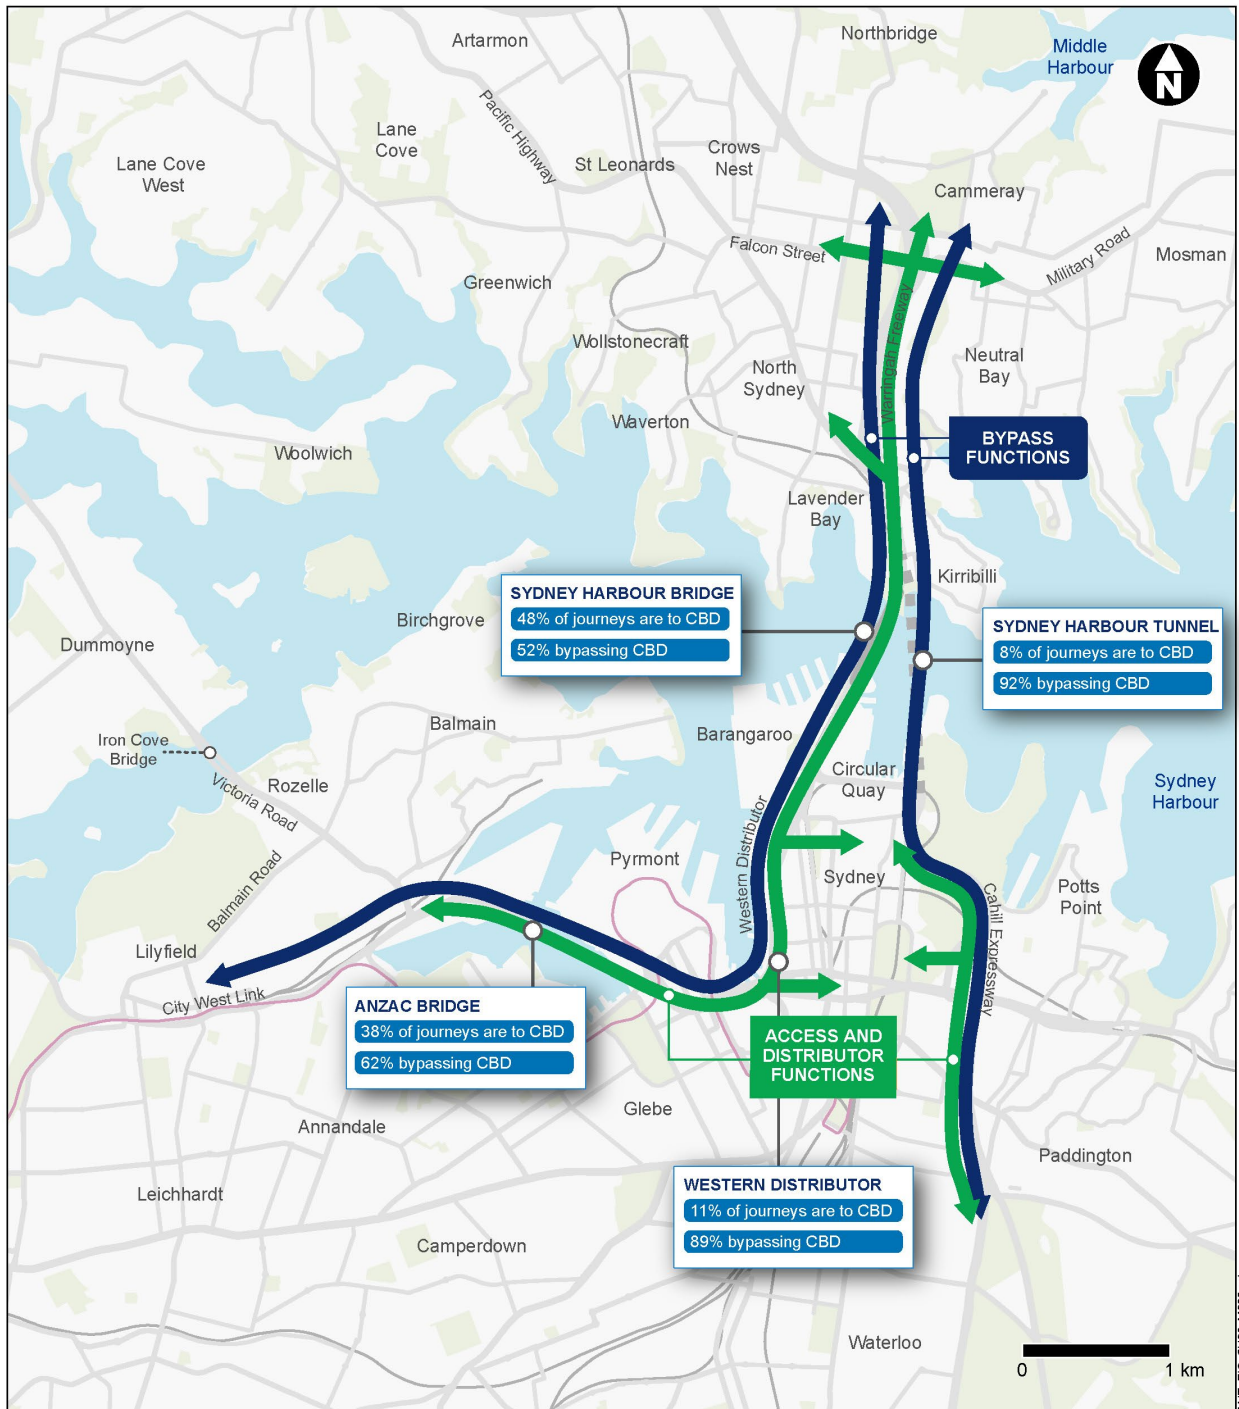 Artarmon
Northbridge
Middle
Harbour
N
Pacific Highway
Lane
Cove
Lane Cove
West
St Leonards
Crows
Nest
Cammeray
Falcon Street
Military Road
Mosman
Greenwich
Warringah Freeway
Wollstonecraft
North
Sydney
Neutral
Bay
Waverton
BYPASS
FUNCTIONS
Woolwich
Lavender
Bay
Kirribilli
SYDNEY HARBOUR BRIDGE
48% of journeys are to CBD
52% bypassing CBD
Birchgrove
SYDNEY HARBOUR TUNNEL
8% of journeys are to CBD
92% bypassing CBD
Dummoyne
Balmain
Barangaroo
Iron Cove
Bridge
Rozelle
Victoria Road
Circular
Quay
Sydney
Harbour
Western Distributor
Pyrmont
Sydney
Balmain Road
Potts
Point
Cahill Expressway
Lilyfield
City West Link
ANZAC BRIDGE
38% of journeys are to CBD
62% bypassing CBD
ACCESS AND
DISTRIBUTOR
FUNCTIONS
Glebe
Annandale
Paddington
WESTERN DISTRIBUTOR
11% of journeys are to CBD
89% bypassing CBD
Leichhardt
Camperdown
Waterloo
0 1 km